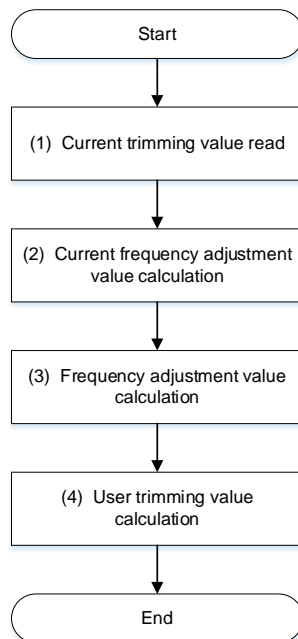 Start
(1) Current trimming value read
(2) Current frequency adjustment
value calculation
(3) Frequency adjustment value
calculation
(4) User trimming value
calculation
End